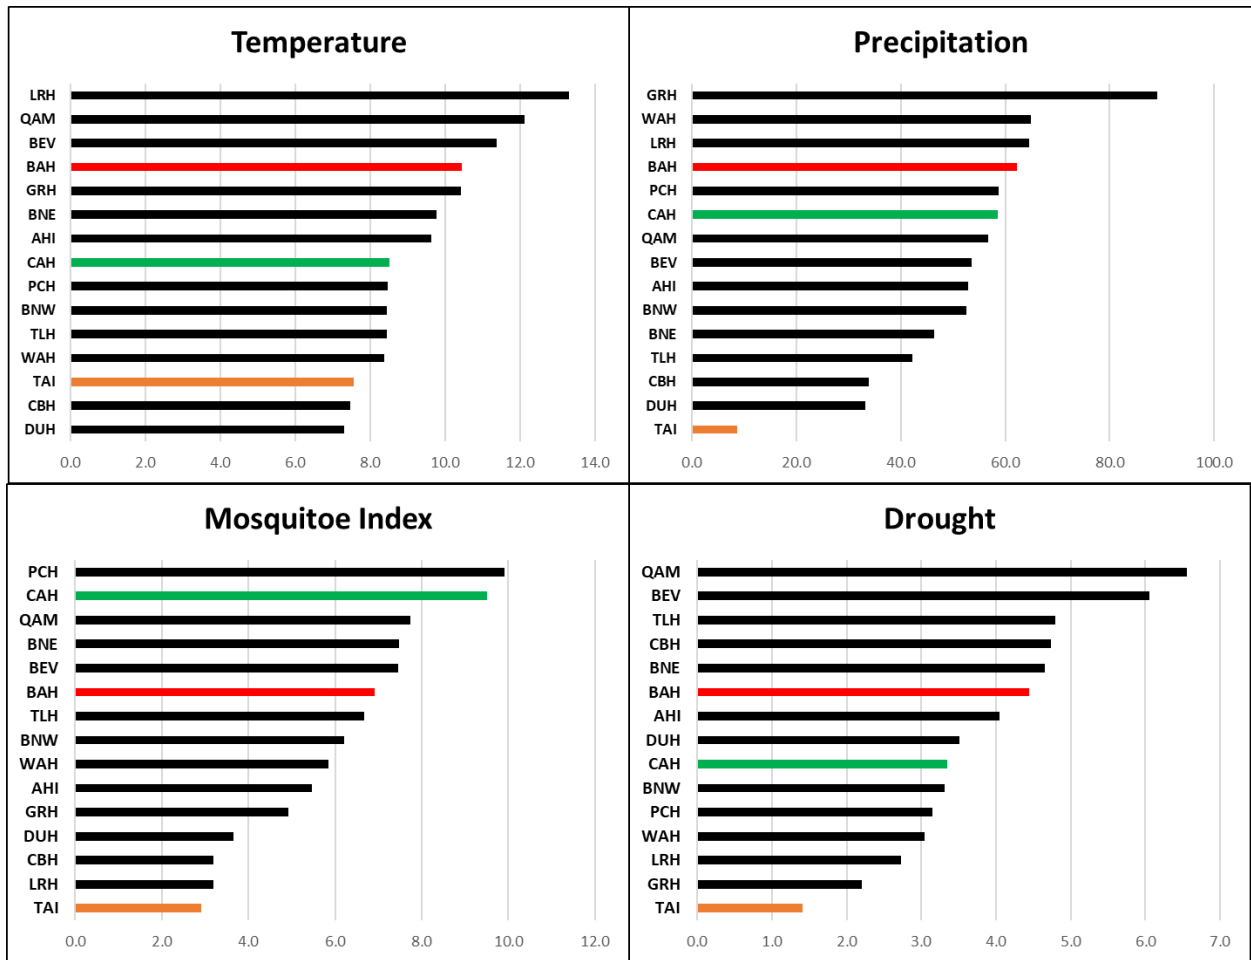 Temperature
LRH
QAM
BEV
BAH
GRH
BNE
AHI
CAH
PCH
BNW
TLH
WAH
TAI
CBH
DUH
0.0 2.0 4.0 6.0 8.0 10.0 12.0 14.0
Precipitation
GRH
WAH
LRH
BAH
PCH
CAH
QAM
BEV
AHI
BNW
BNE
TLH
CBH
DUH
TAI
0.0 20.0 40.0 60.0 80.0 100.0
Mosquitoe Index
PCH
CAH
QAM
BNE
BEV
BAH
TLH
BNW
WAH
AHI
GRH
DUH
CBH
LRH
TAI
0.0 2.0 4.0 6.0 8.0 10.0 12.0
Drought
QAM
BEV
TLH
CBH
BNE
BAH
AHI
DUH
CAH
BNW
PCH
WAH
LRH
GRH
TAI
0.0 1.0 2.0 3.0 4.0 5.0 6.0 7.0